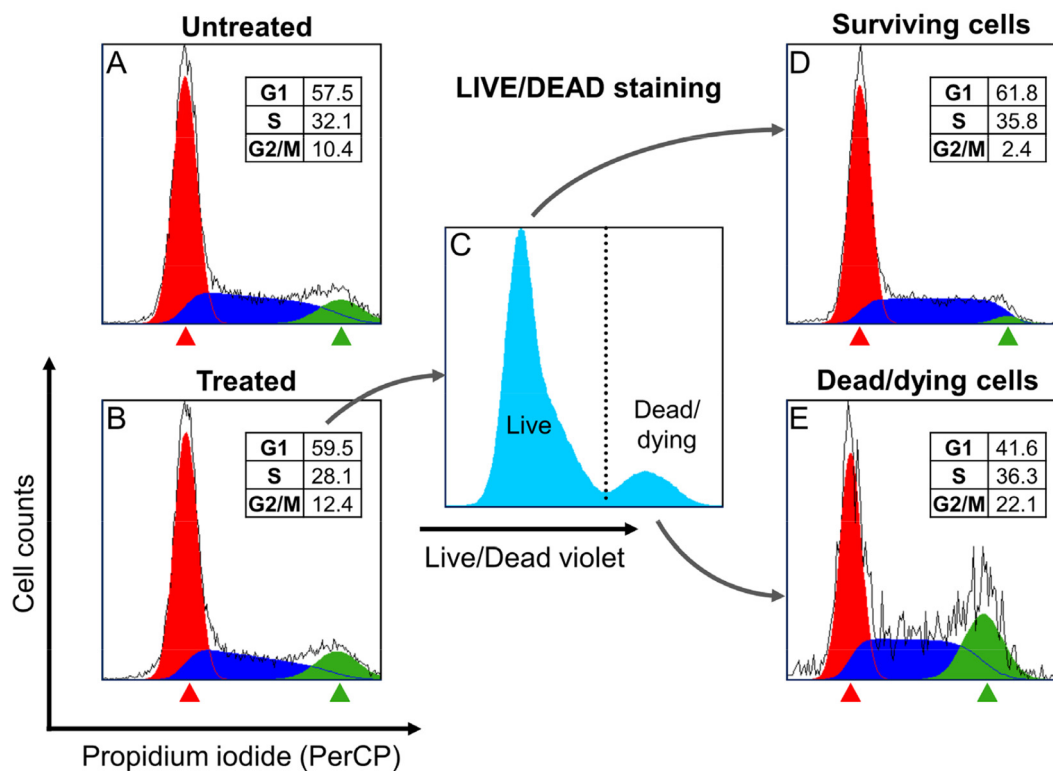 Untreated
A
G1 57.5
S 32.1
G2/M 10.4
Treated
B
G1 59.5
S 28.1
G2/M 12.4
Cell counts
Propidium iodide (PerCP)
LIVE/DEAD staining
C
Live
Dead/
dying
Live/Dead violet
Surviving cells
D
G1 61.8
S 35.8
G2/M 2.4
Dead/dying cells
E
G1 41.6
S 36.3
G2/M 22.1